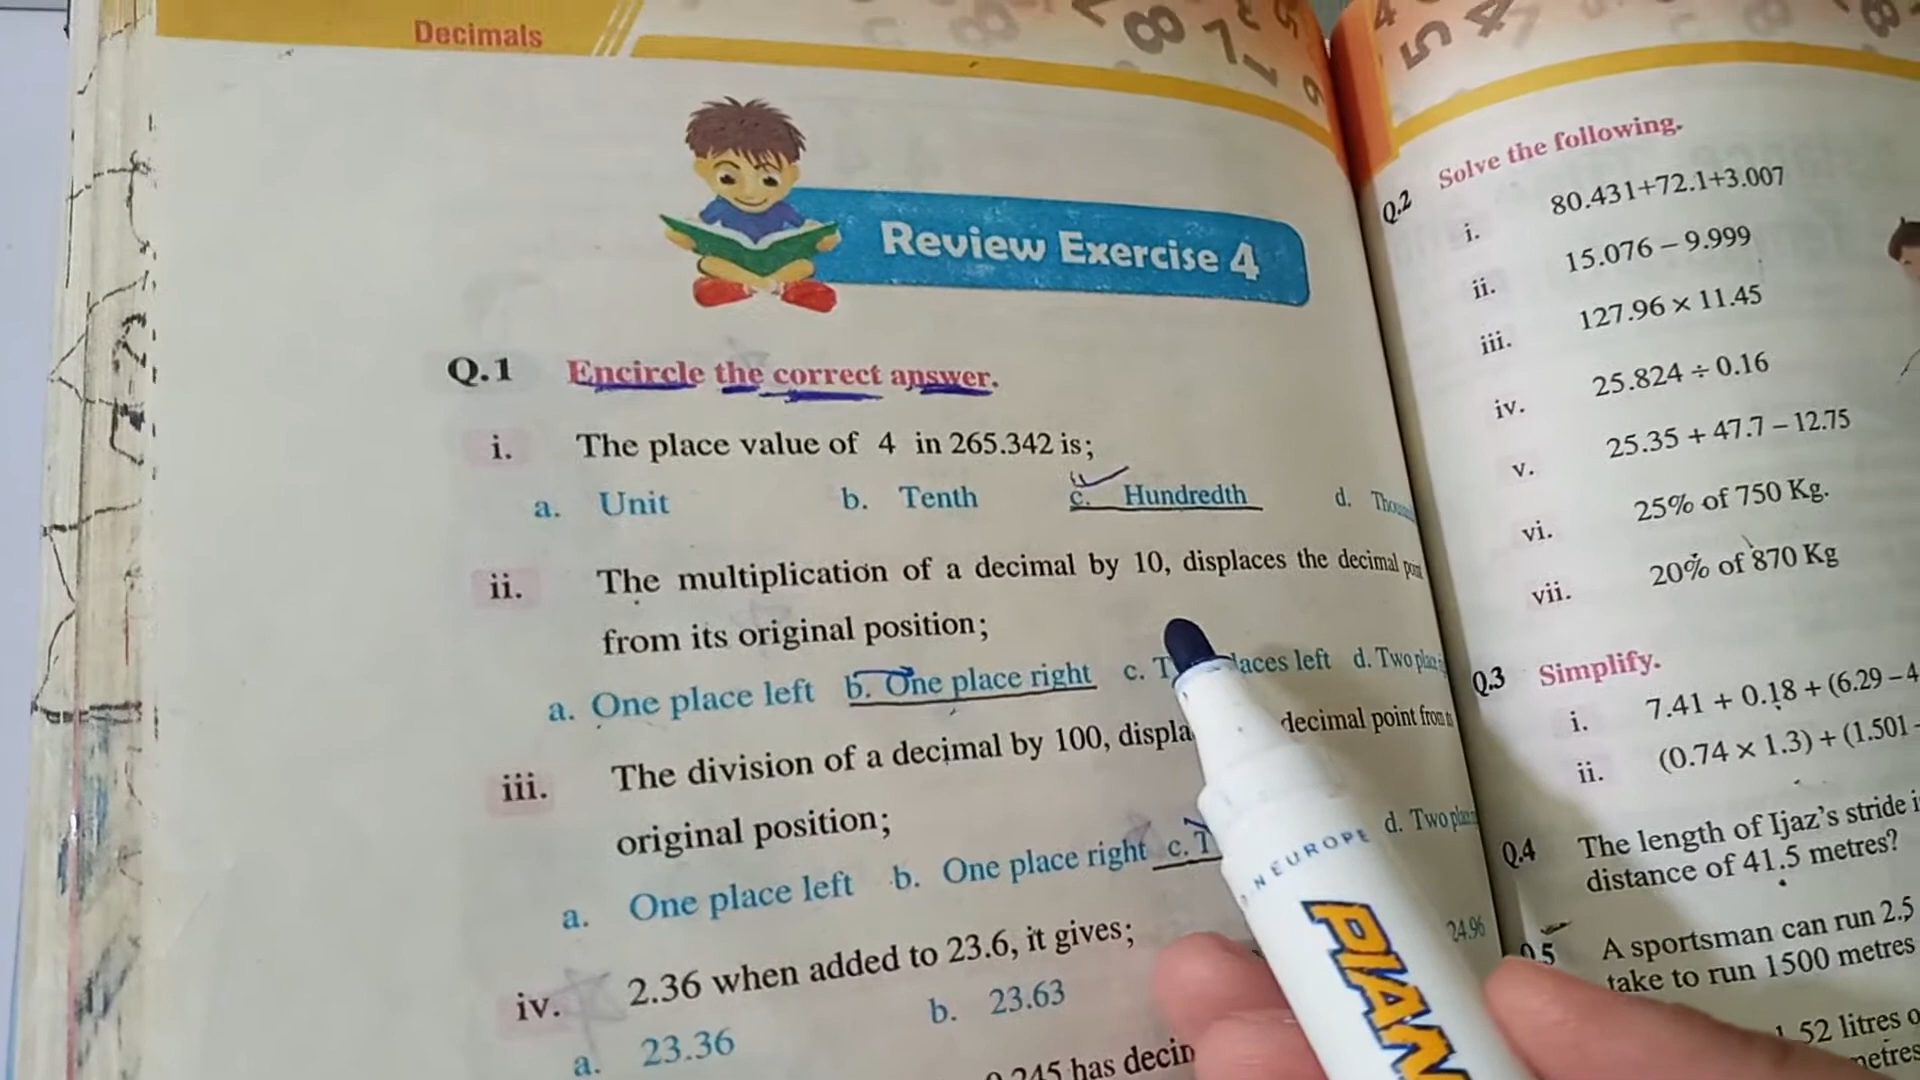 Decimals
Review Exercise 4
Q.1 Encircle the correct answer.
i. The place value of 4 in 265.342 is;
a. Unit b. Tenth c. Hundredth d.
ii. The multiplication of a decimal by 10, displaces the decimal
from its original position;
a. One place left b. One place right c. left d. Two
iii. The division of a decimal by 100, decimal point from
original position;
a. One place left b. One place right c. d. Two
iv. 2.36 when added to 23.6, it gives;
a. 23.36 b. 23.63 24.96
0.245 has
Q.2 Solve the following.
i. 80.431+72.1+3.007
ii. 15.076 – 9.999
iii. 127.96 × 11.45
iv. 25.824 ÷ 0.16
v. 25.35 + 47.7 – 12.75
vi. 25% of 750 Kg.
vii. 20% of 870 Kg
Q.3 Simplify.
i. 7.41 + 0.18 + (6.29 – 4
ii. (0.74 × 1.3) + (1.501 -
Q.4 The length of Ijaz's stride
distance of 41.5 metres?
Q.5 A sportsman can run 2.5
take to run 1500 metres
52 litres
PIANO